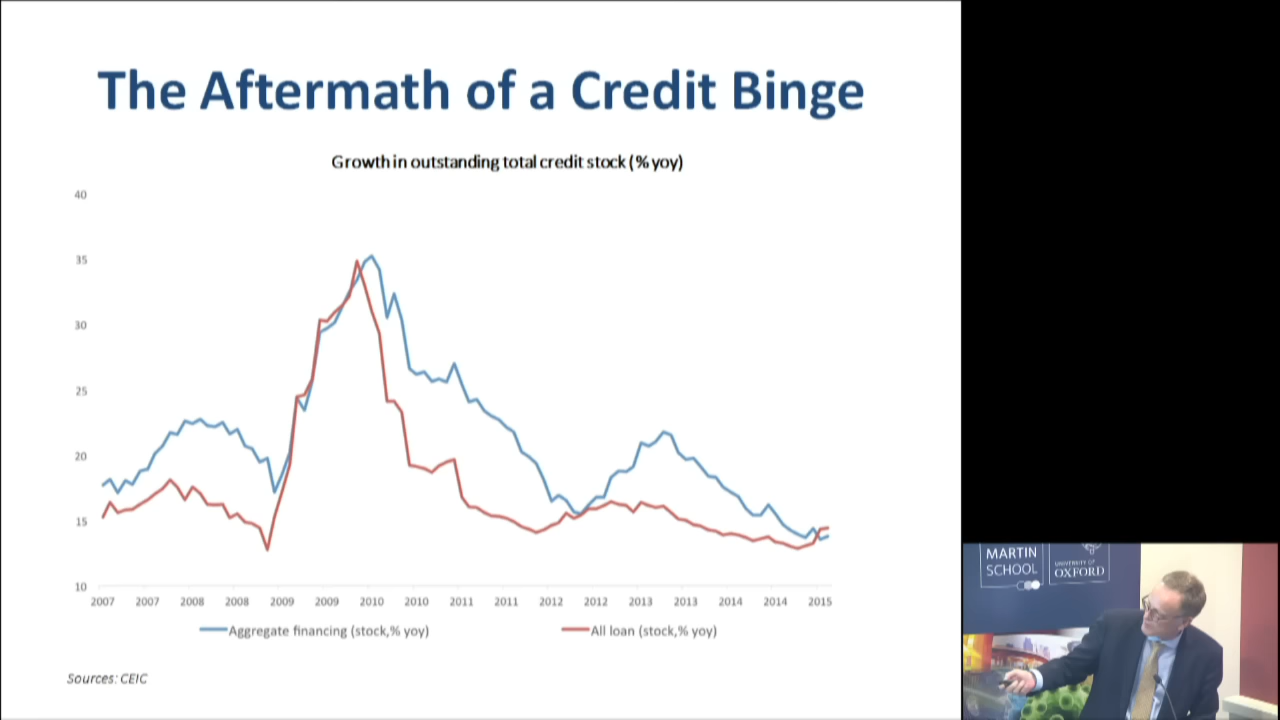 The Aftermath of a Credit Binge
Growth in outstanding total credit stock (% yoy)
40
35
30
25
20
15
10
2007 2007 2008 2008 2009 2009 2010 2010 2011 2011 2012 2012 2013 2013 2014 2014 2015
Aggregate financing (stock,% yoy) All loan (stock,% yoy)
Sources: CEIC
MARTIN
SCHOOL
UNIVERSITY OF
OXFORD